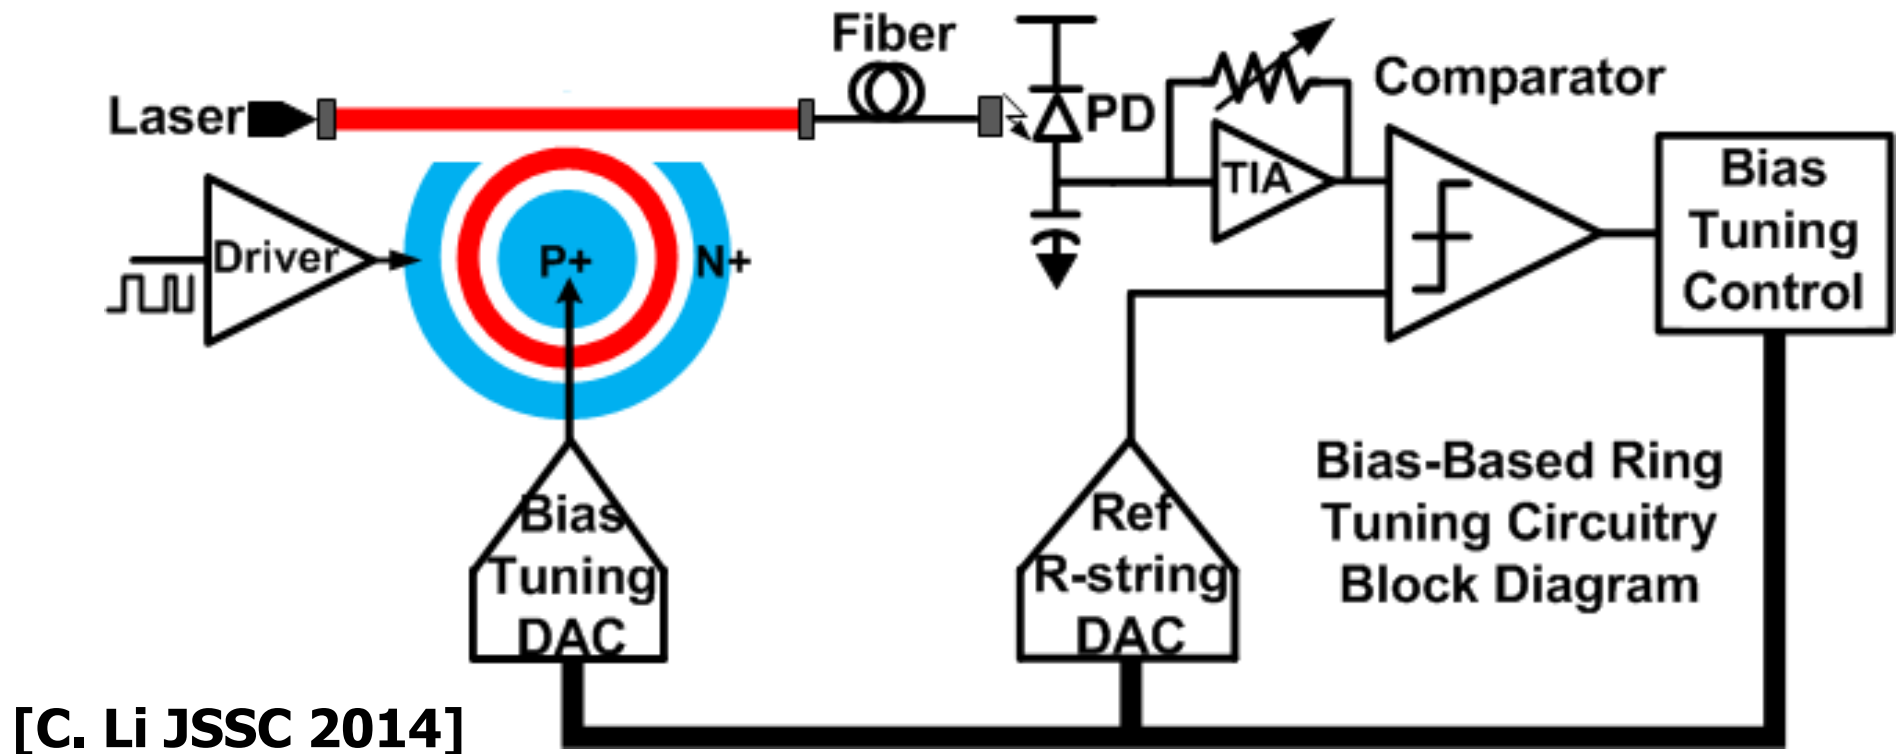 Fiber
Laser
PD
Comparator
TIA
Bias
Tuning
Control
Driver
P+
N+
Bias
Tuning
DAC
Ref
R-string
DAC
Bias-Based Ring
Tuning Circuitry
Block Diagram
[C. Li JSSC 2014]